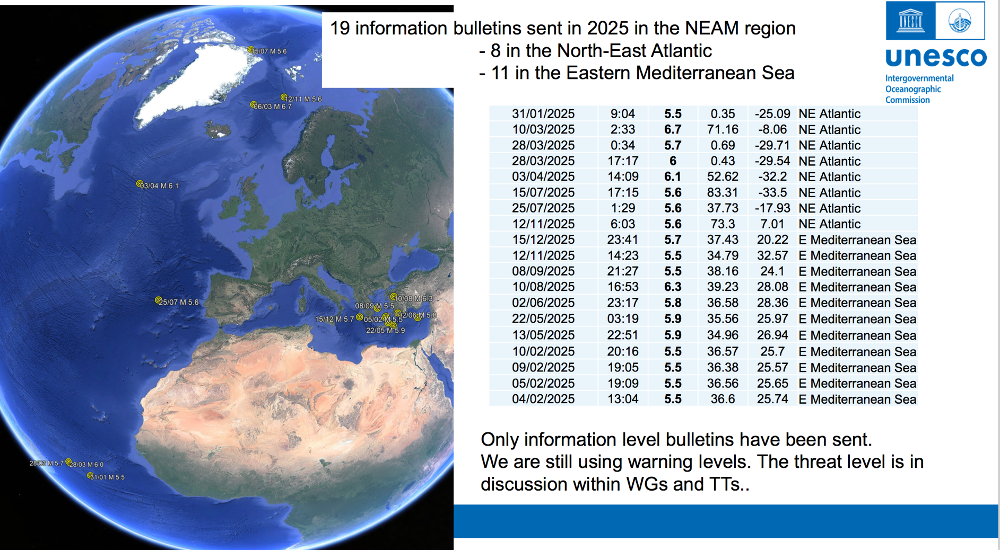 19 information bulletins sent in 2025 in the NEAM region
- 8 in the North-East Atlantic
- 11 in the Eastern Mediterranean Sea
UNESCO
unesco
Intergovernmental
Oceanographic
Commission
31/01/2025 9:04 5.5 0.35 -25.09 NE Atlantic
10/03/2025 2:33 6.7 71.16 -8.06 NE Atlantic
28/03/2025 0:34 5.7 0.69 -29.71 NE Atlantic
28/03/2025 17:17 6 0.43 -29.54 NE Atlantic
03/04/2025 14:09 6.1 52.62 -32.2 NE Atlantic
15/07/2025 17:15 5.6 83.31 -33.5 NE Atlantic
25/07/2025 1:29 5.6 37.73 -17.93 NE Atlantic
12/11/2025 6:03 5.6 73.3 7.01 NE Atlantic
15/12/2025 23:41 5.7 37.43 20.22 E Mediterranean Sea
12/11/2025 14:23 5.5 34.79 32.57 E Mediterranean Sea
08/09/2025 21:27 5.5 38.16 24.1 E Mediterranean Sea
10/08/2025 16:53 6.3 39.23 28.08 E Mediterranean Sea
02/06/2025 23:17 5.8 36.58 28.36 E Mediterranean Sea
22/05/2025 03:19 5.9 35.56 25.97 E Mediterranean Sea
13/05/2025 22:51 5.9 34.96 26.94 E Mediterranean Sea
10/02/2025 20:16 5.5 36.57 25.7 E Mediterranean Sea
09/02/2025 19:05 5.5 36.38 25.57 E Mediterranean Sea
05/02/2025 19:09 5.5 36.56 25.65 E Mediterranean Sea
04/02/2025 13:04 5.5 36.6 25.74 E Mediterranean Sea
Only information level bulletins have been sent.
We are still using warning levels. The threat level is in
discussion within WGs and TTs..
15/07 M 5.6
12/11 M 5.6
06/03 M 6.7
03/04 M 6.1
25/07 M 5.6
10/08 M 6.3
08/09 M 5.5
02/06 M 5.8
15/12 M 5.7
05/02 M 5.5
22/05 M 5.9
28/03 M 5.7
28/03 M 6.0
31/01 M 5.5